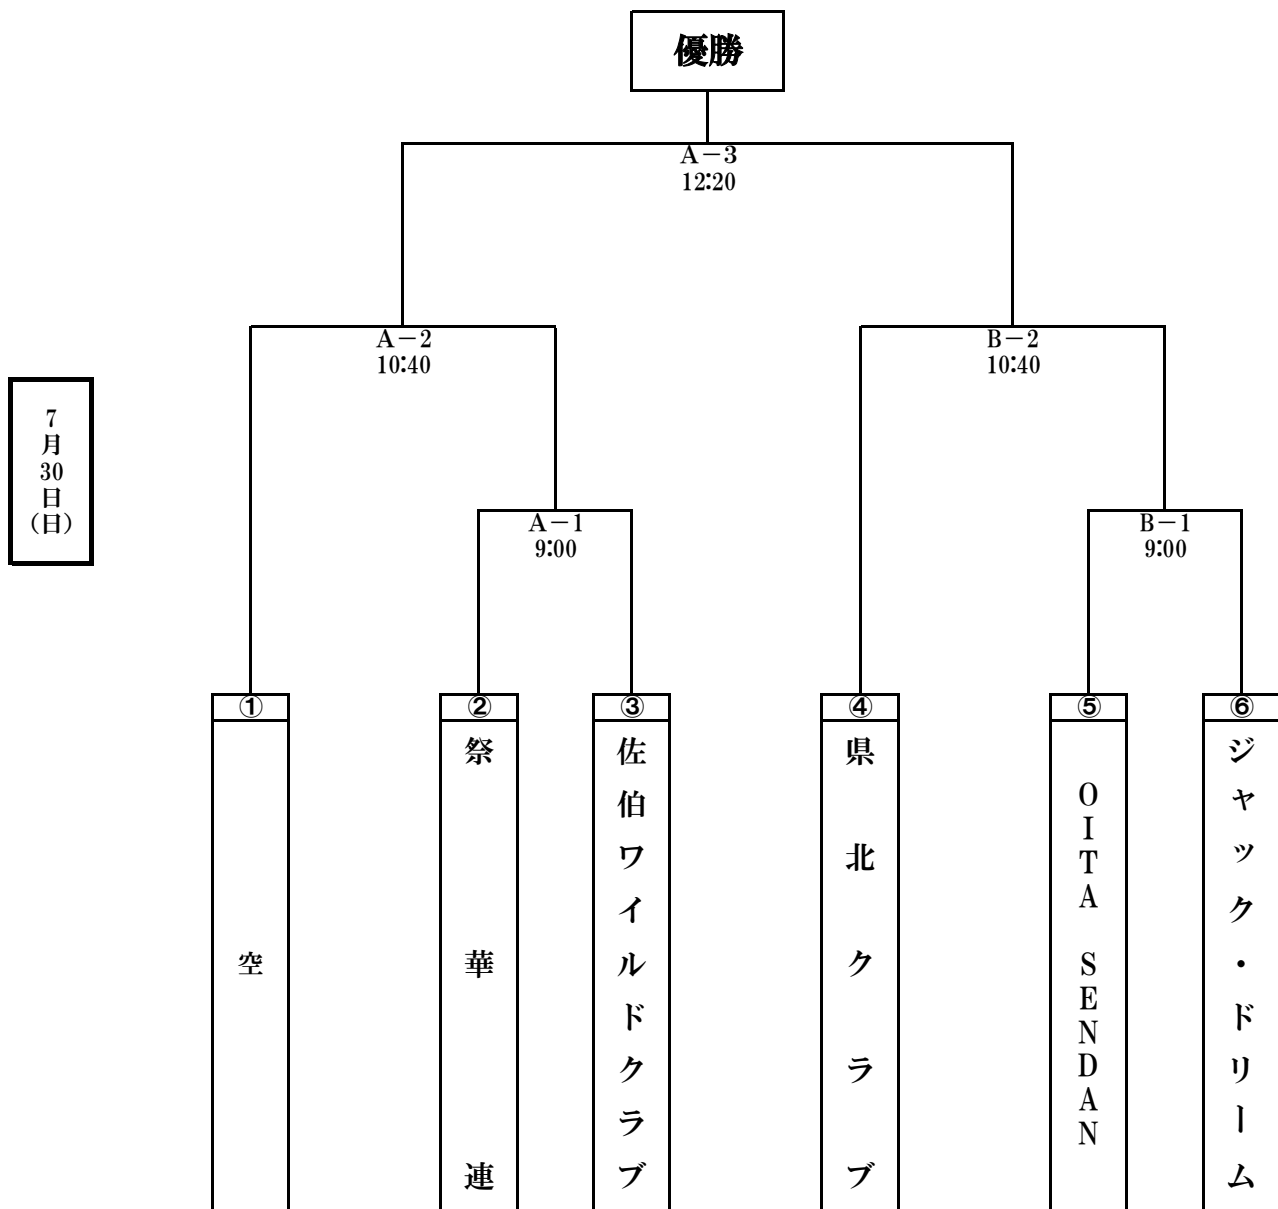 優勝
A－3
12:20
A－2
10:40
B－2
10:40
7月30日(日)
A－1
9:00
B－1
9:00
①
②
③
④
⑤
⑥
空
祭華連
佐伯ワイルドクラブ
県北クラブ
OITA SENDAN
ジャック・ドリーム